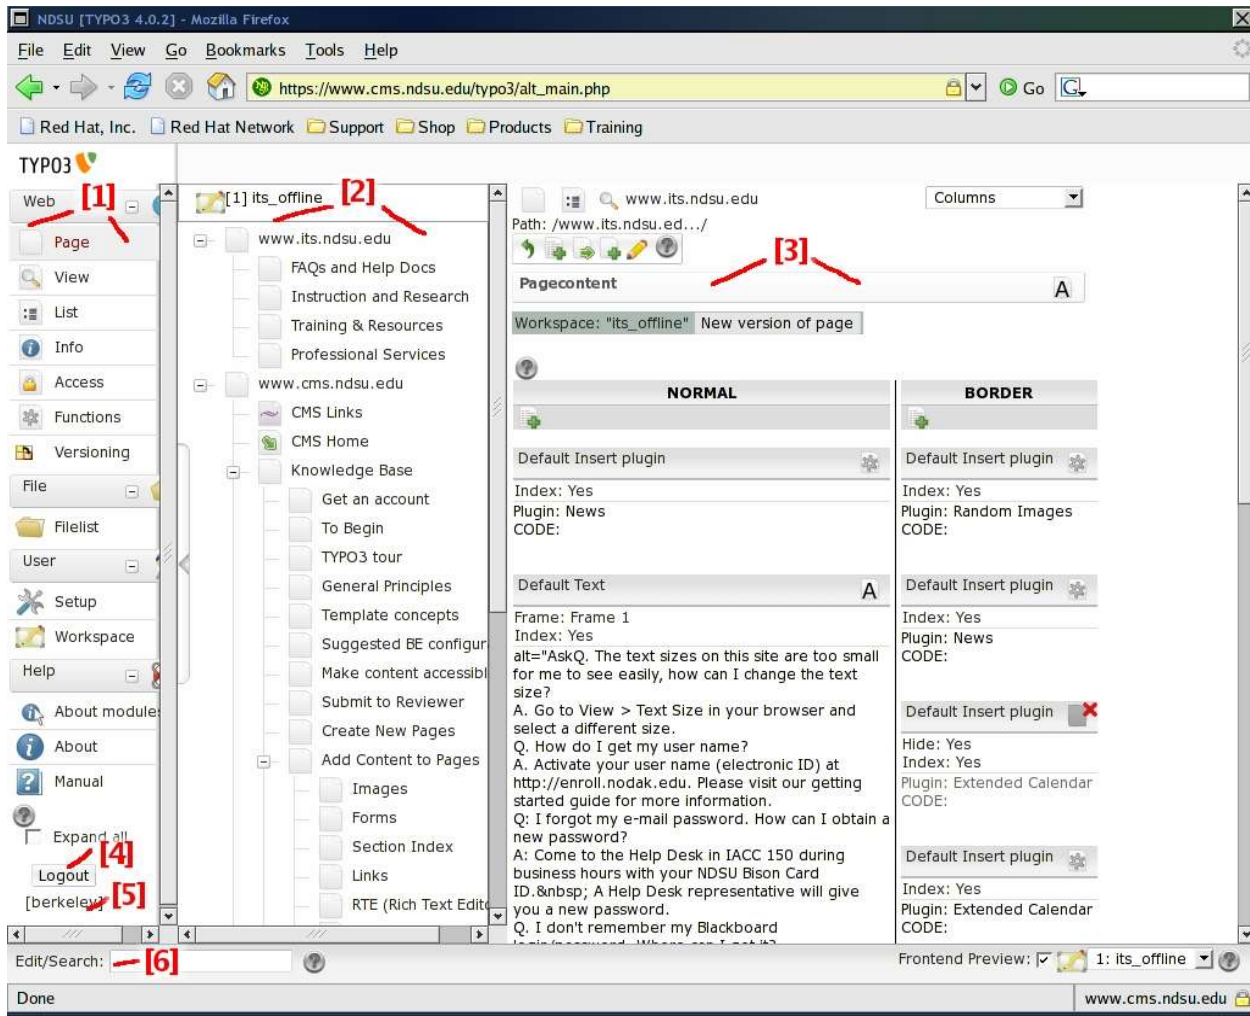 NDSU [TYPO3 4.0.2] - Mozilla Firefox
File Edit View Go Bookmarks Tools Help
https://www.cms.ndsu.edu/typo3/alt_main.php
Go
G
Red Hat, Inc. Red Hat Network Support Shop Products Training
TYPO3
Web
[1]
Page
View
List
Info
Access
Functions
Versioning
File
Filelist
User
Setup
Workspace
Help
About module
About
Manual
Expand all
[4]
Logout
[berkeley]
[5]
[1] its_offline
[2]
www.its.ndsu.edu
FAQs and Help Docs
Instruction and Research
Training & Resources
Professional Services
www.cms.ndsu.edu
CMS Links
CMS Home
Knowledge Base
Get an account
To Begin
TYPO3 tour
General Principles
Template concepts
Suggested BE configur
Make content accessibl
Submit to Reviewer
Create New Pages
Add Content to Pages
Images
Forms
Section Index
Links
RTE (Rich Text Edit
www.its.ndsu.edu
Columns
Path: /www.its.ndsu.ed.../
[3]
Pagecontent
A
Workspace: "its_offline" New version of page
NORMAL
Default Insert plugin
Index: Yes
Plugin: News
CODE:
Default Text
A
Frame: Frame 1
Index: Yes
alt="AskQ. The text sizes on this site are too small
for me to see easily, how can I change the text
size?
A. Go to View > Text Size in your browser and
select a different size.
Q. How do I get my user name?
A. Activate your user name (electronic ID) at
http://enroll.nodak.edu. Please visit our getting
started guide for more information.
Q: I forgot my e-mail password. How can I obtain a
new password?
A: Come to the Help Desk in IACC 150 during
business hours with your NDSU Bison Card
ID.&nbsp; A Help Desk representative will give
you a new password.
Q. I don't remember my Blackboard
BORDER
Default Insert plugin
Index: Yes
Plugin: Random Images
CODE:
Default Insert plugin
Index: Yes
Plugin: News
CODE:
Default Insert plugin
Hide: Yes
Index: Yes
Plugin: Extended Calendar
CODE:
Default Insert plugin
Index: Yes
Plugin: Extended Calendar
CODE:
Edit/Search:
[6]
Frontend Preview: 1: its_offline
Done
www.cms.ndsu.edu